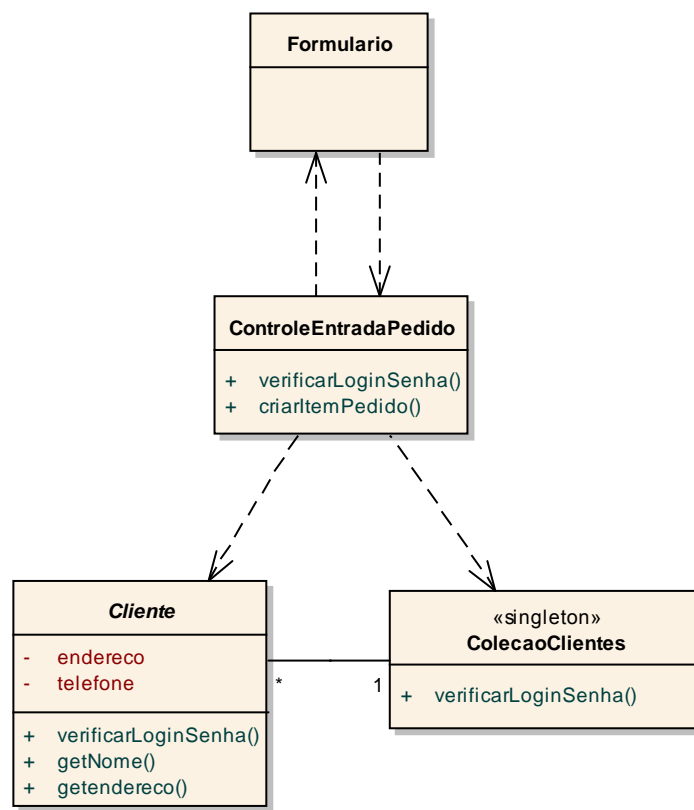 Formulario
ControleEntradaPedido
+ verificarLoginSenha()
+ criarItemPedido()
Cliente
- endereco
- telefone
+ verificarLoginSenha()
+ getNome()
+ getendereco()
* 1
«singleton»
ColecaoClientes
+ verificarLoginSenha()